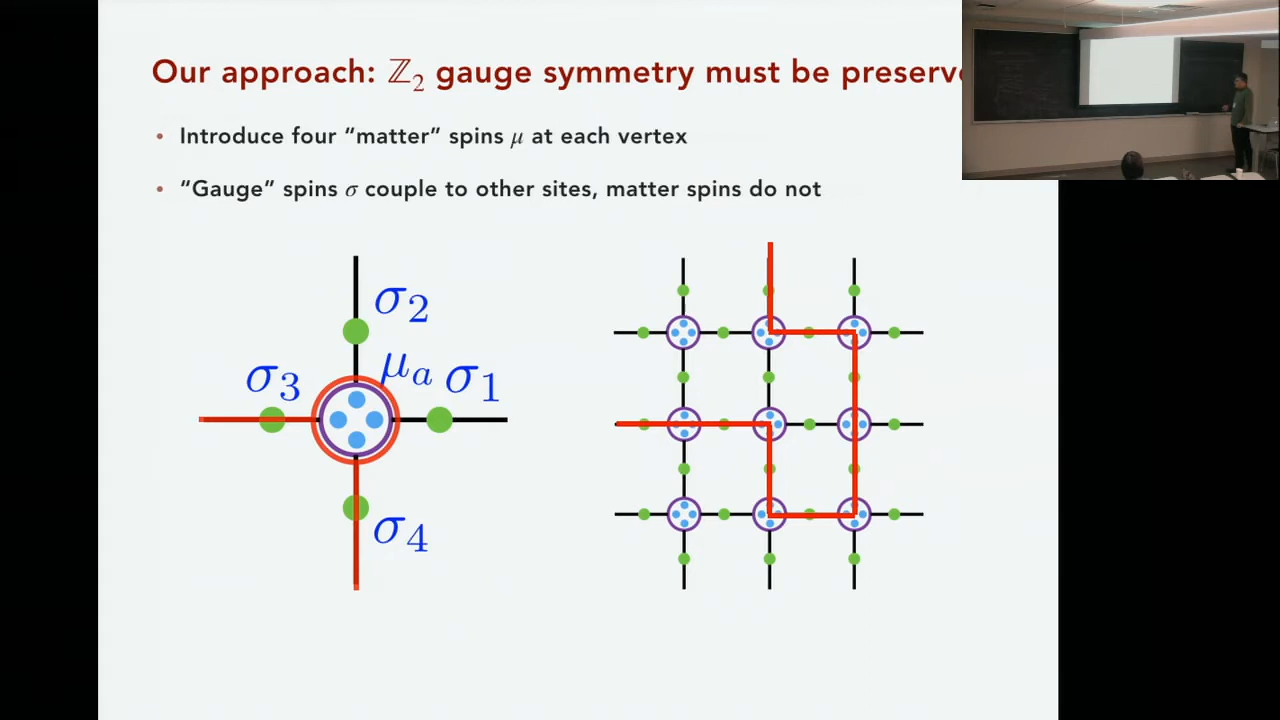 Our approach: ℤ₂ gauge symmetry must be preserv
• Introduce four “matter” spins μ at each vertex
• “Gauge” spins σ couple to other sites, matter spins do not
σ₂
σ₃ μₐ σ₁
σ₄